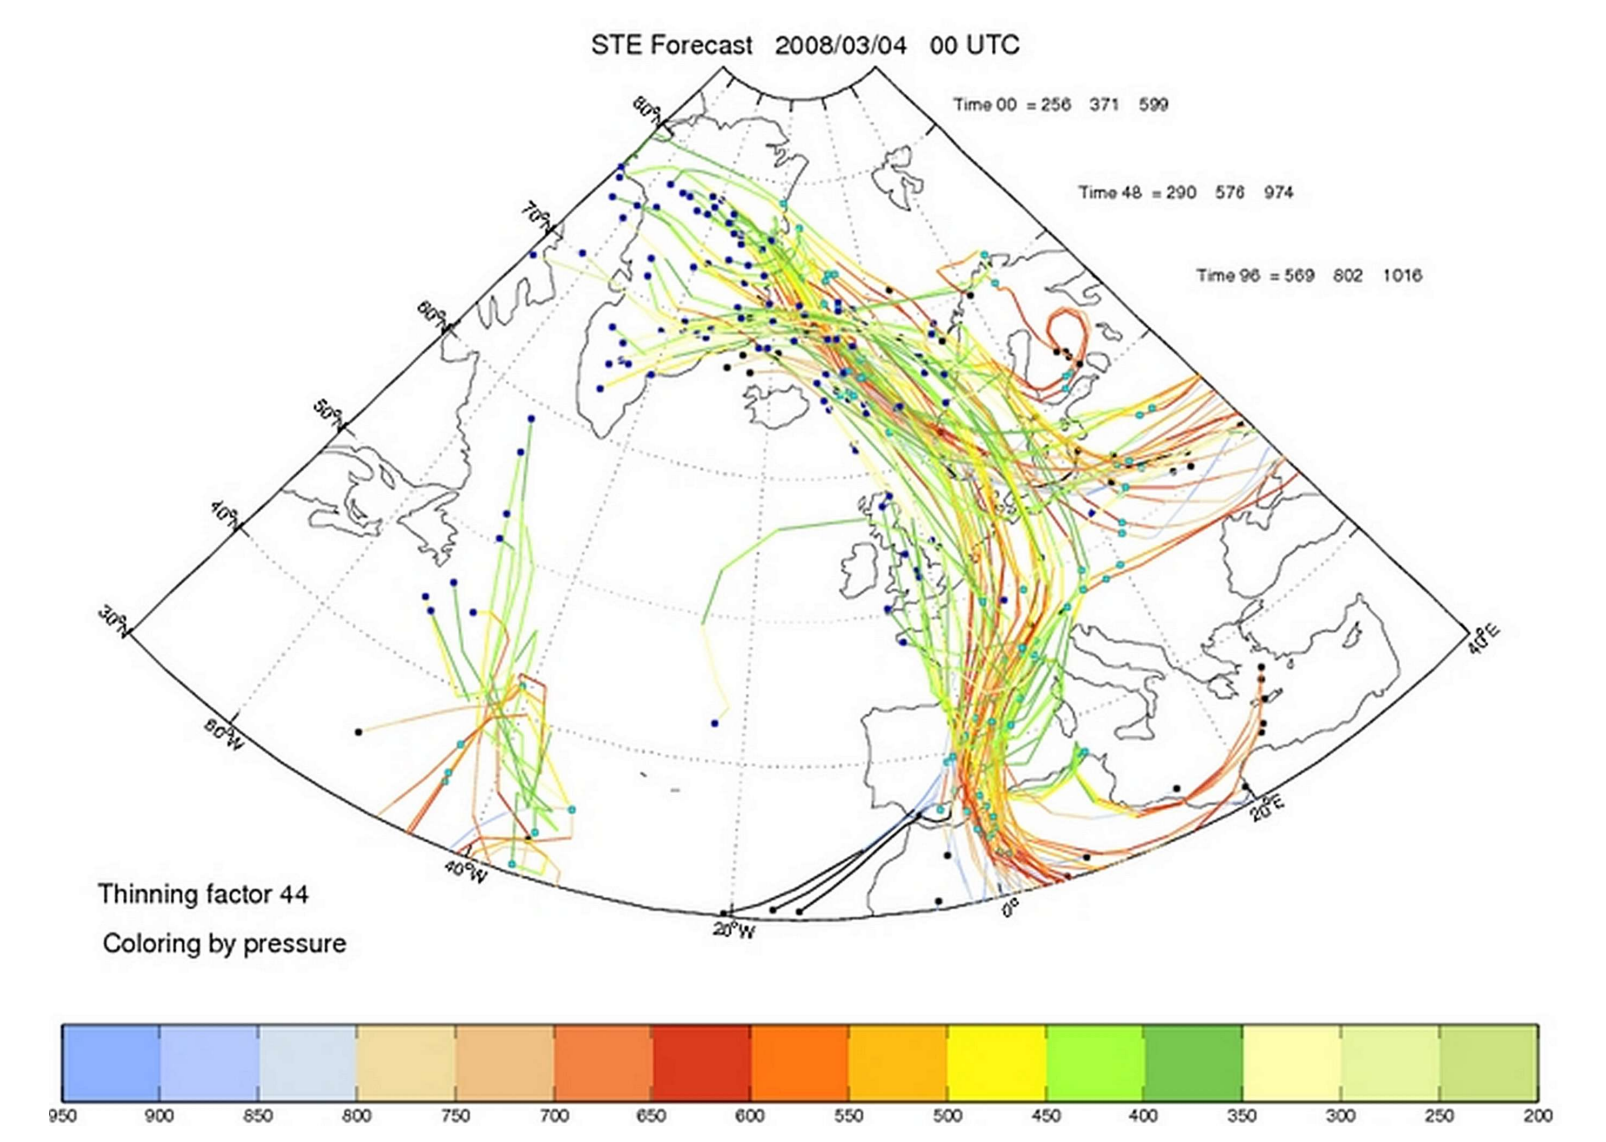 STE Forecast 2008/03/04 00 UTC
Time 00 = 256 371 599
80°N
Time 48 = 290 576 974
70°N
Time 96 = 569 802 1016
60°N
50°N
40°N
30°N
40°E
60°W
20°E
40°W
0°
20°W
Thinning factor 44
Coloring by pressure
950 900 850 800 750 700 650 600 550 500 450 400 350 300 250 200